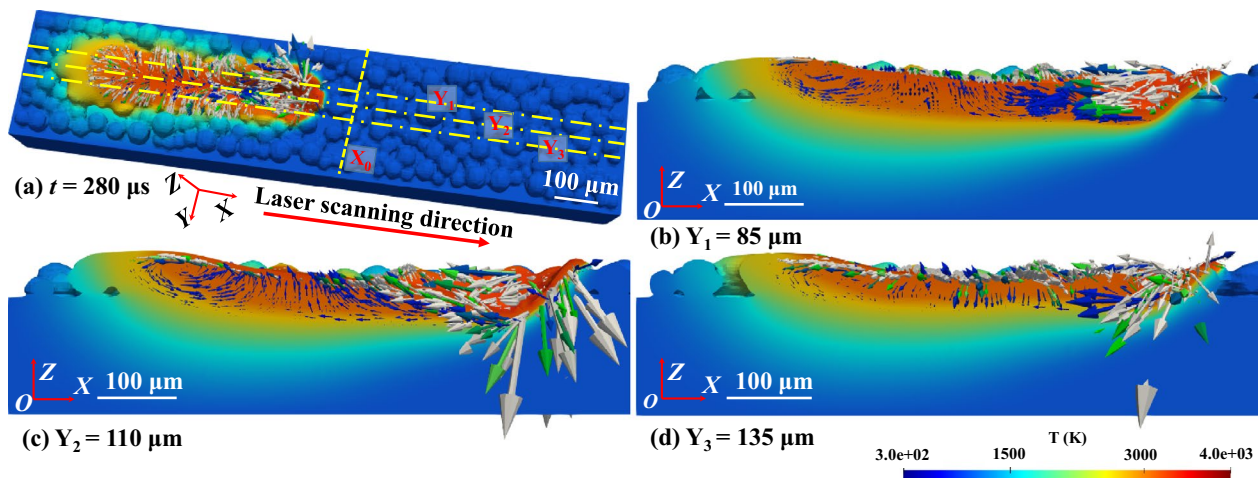 Y₁
Y₂
Y₃
X₀
100 μm
(a) t = 280 μs
Z
X
Y
Laser scanning direction
Z
O
X
100 μm
(b) Y₁ = 85 μm
Z
O
X
100 μm
(c) Y₂ = 110 μm
Z
O
X
100 μm
(d) Y₃ = 135 μm
T (K)
3.0e+02 1500 3000 4.0e+03